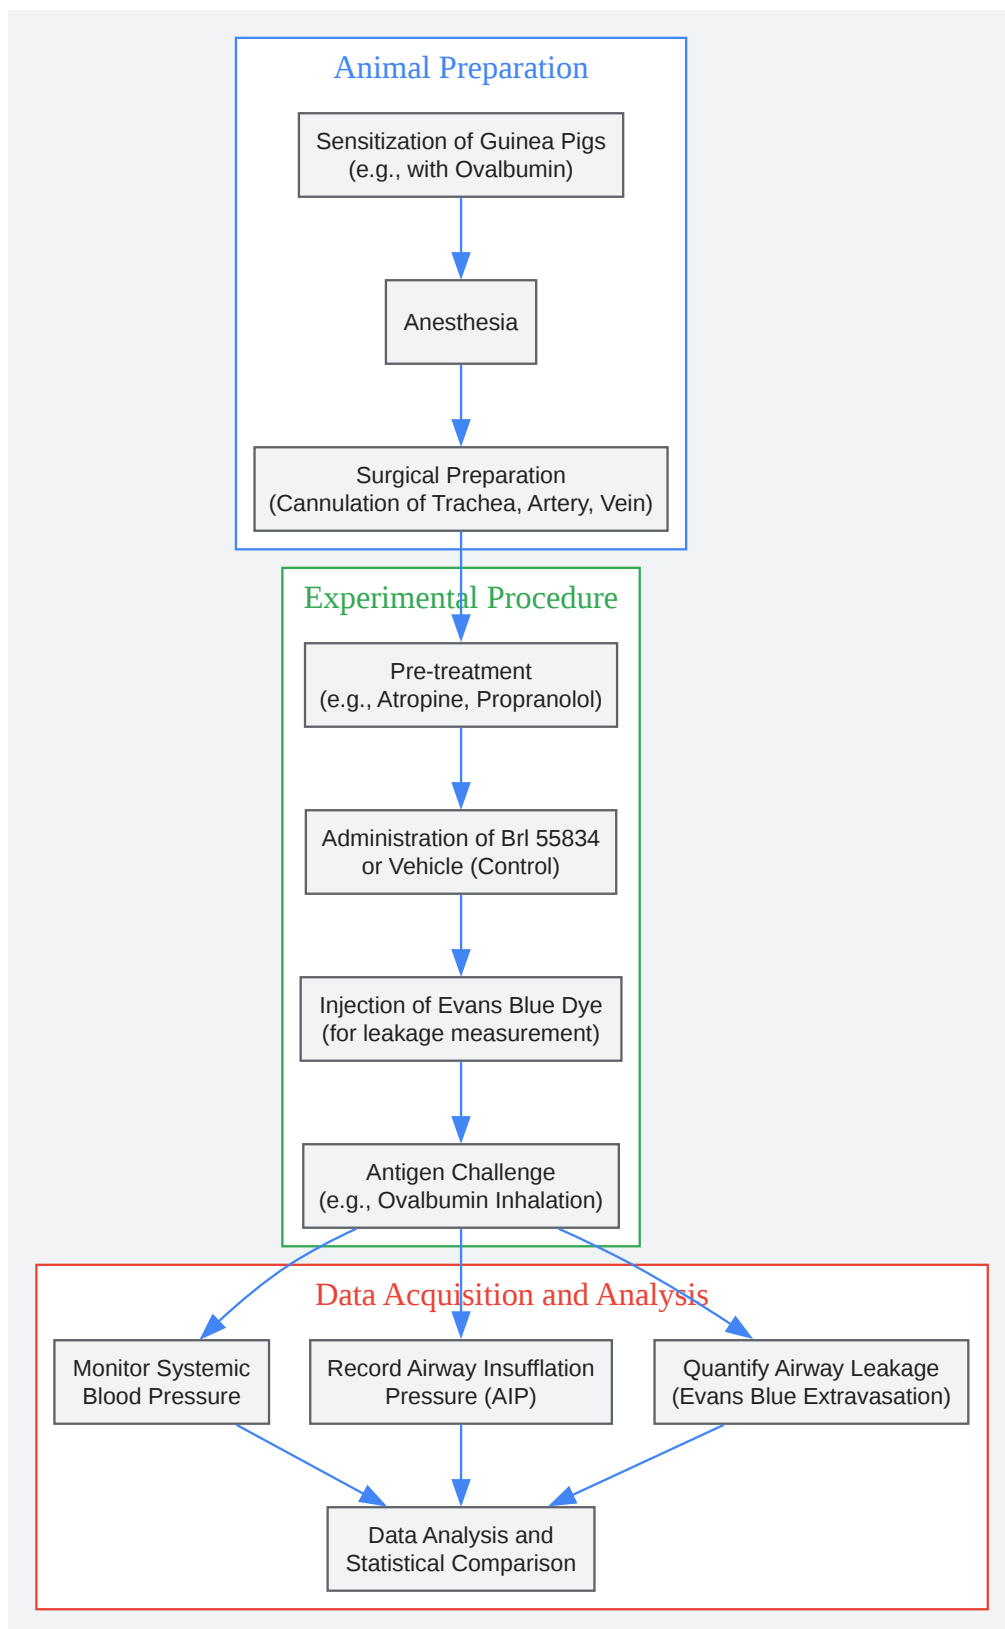 Animal Preparation
Sensitization of Guinea Pigs
(e.g., with Ovalbumin)
Anesthesia
Surgical Preparation
(Cannulation of Trachea, Artery, Vein)
Experimental Procedure
Pre-treatment
(e.g., Atropine, Propranolol)
Administration of Brl 55834
or Vehicle (Control)
Injection of Evans Blue Dye
(for leakage measurement)
Antigen Challenge
(e.g., Ovalbumin Inhalation)
Data Acquisition and Analysis
Monitor Systemic
Blood Pressure
Record Airway Insufflation
Pressure (AIP)
Quantify Airway Leakage
(Evans Blue Extravasation)
Data Analysis and
Statistical Comparison